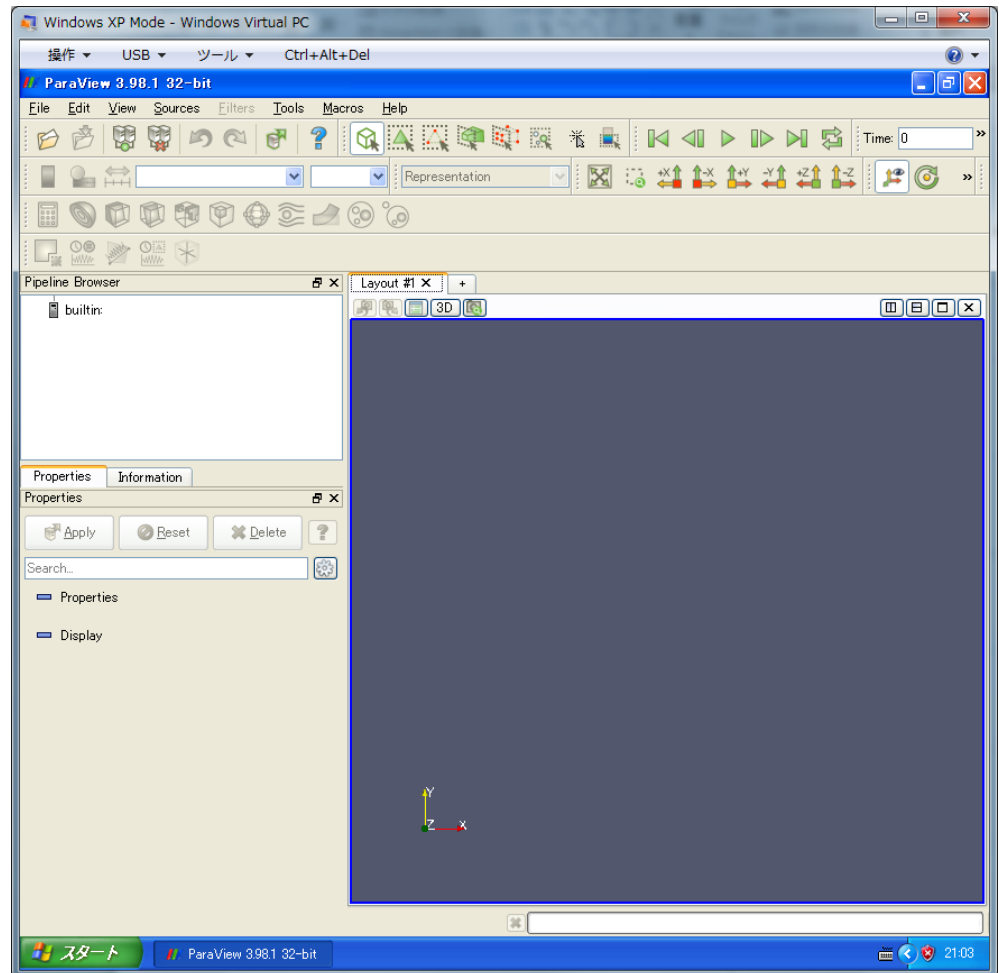 Windows XP Mode - Windows Virtual PC
操作 USB ツール Ctrl+Alt+Del
ParaView 3.98.1 32-bit
File Edit View Sources Filters Tools Macros Help
Time: 0 »
Representation »
Pipeline Browser
builtin:
Layout #1 +
3D
Properties Information
Properties
Apply Reset Delete ?
Search...
Properties
Display
Y
Z X
スタート ParaView 3.98.1 32-bit 21:03